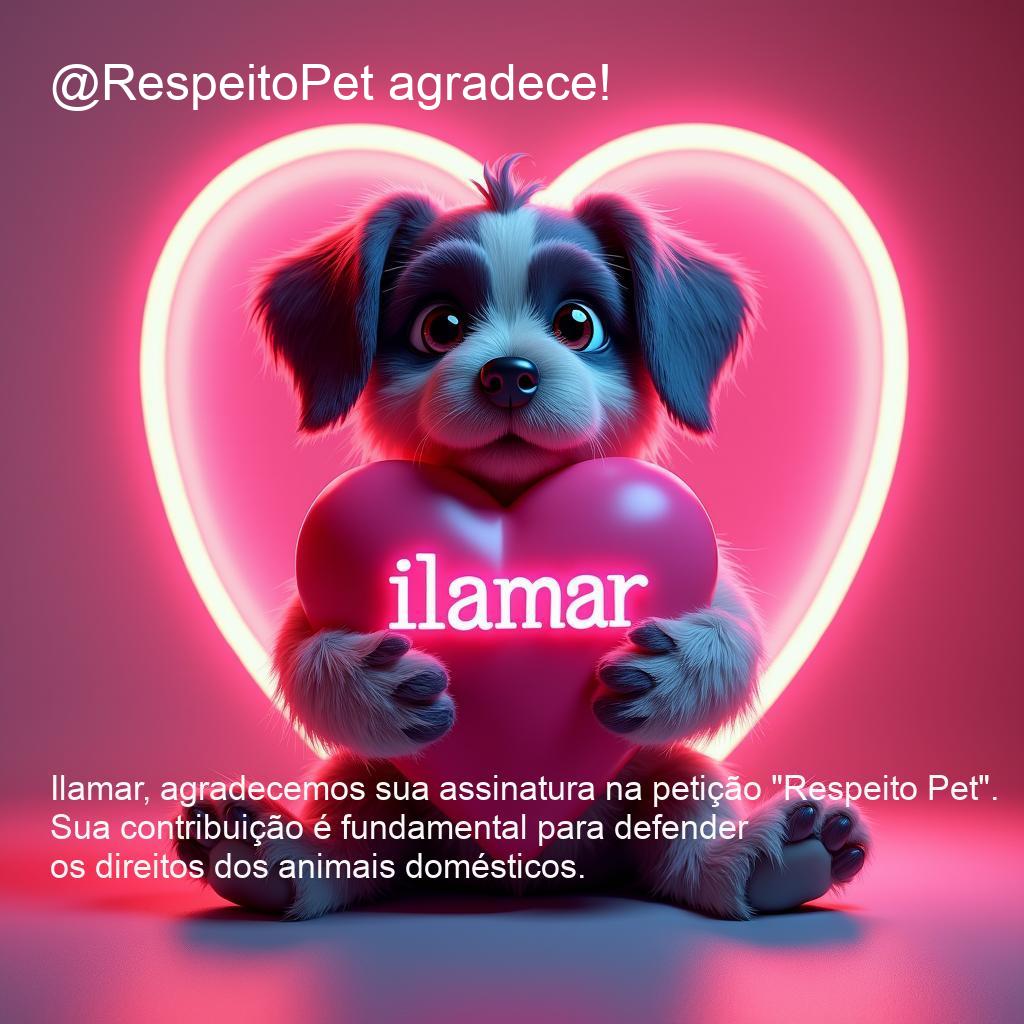 @RespeitoPet agradece!
ilamar
Ilamar, agradecemos sua assinatura na petição "Respeito Pet".
Sua contribuição é fundamental para defender
os direitos dos animais domésticos.